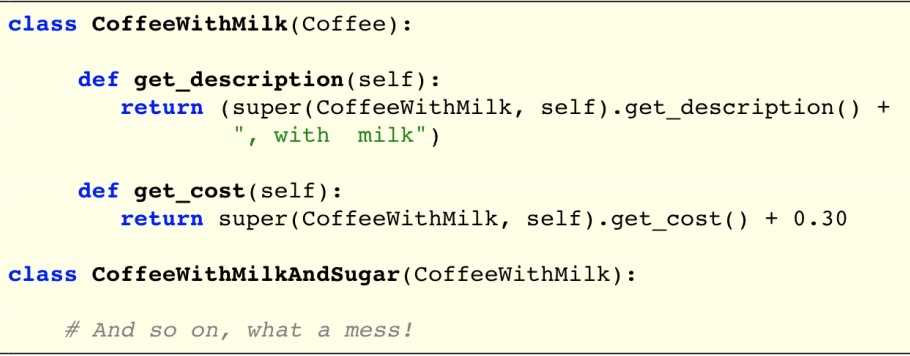 class CoffeeWithMilk(Coffee):
def get_description(self):
return (super(CoffeeWithMilk, self).get_description() +
", with  milk")
def get_cost(self):
return super(CoffeeWithMilk, self).get_cost() + 0.30
class CoffeeWithMilkAndSugar(CoffeeWithMilk):
# And so on, what a mess!